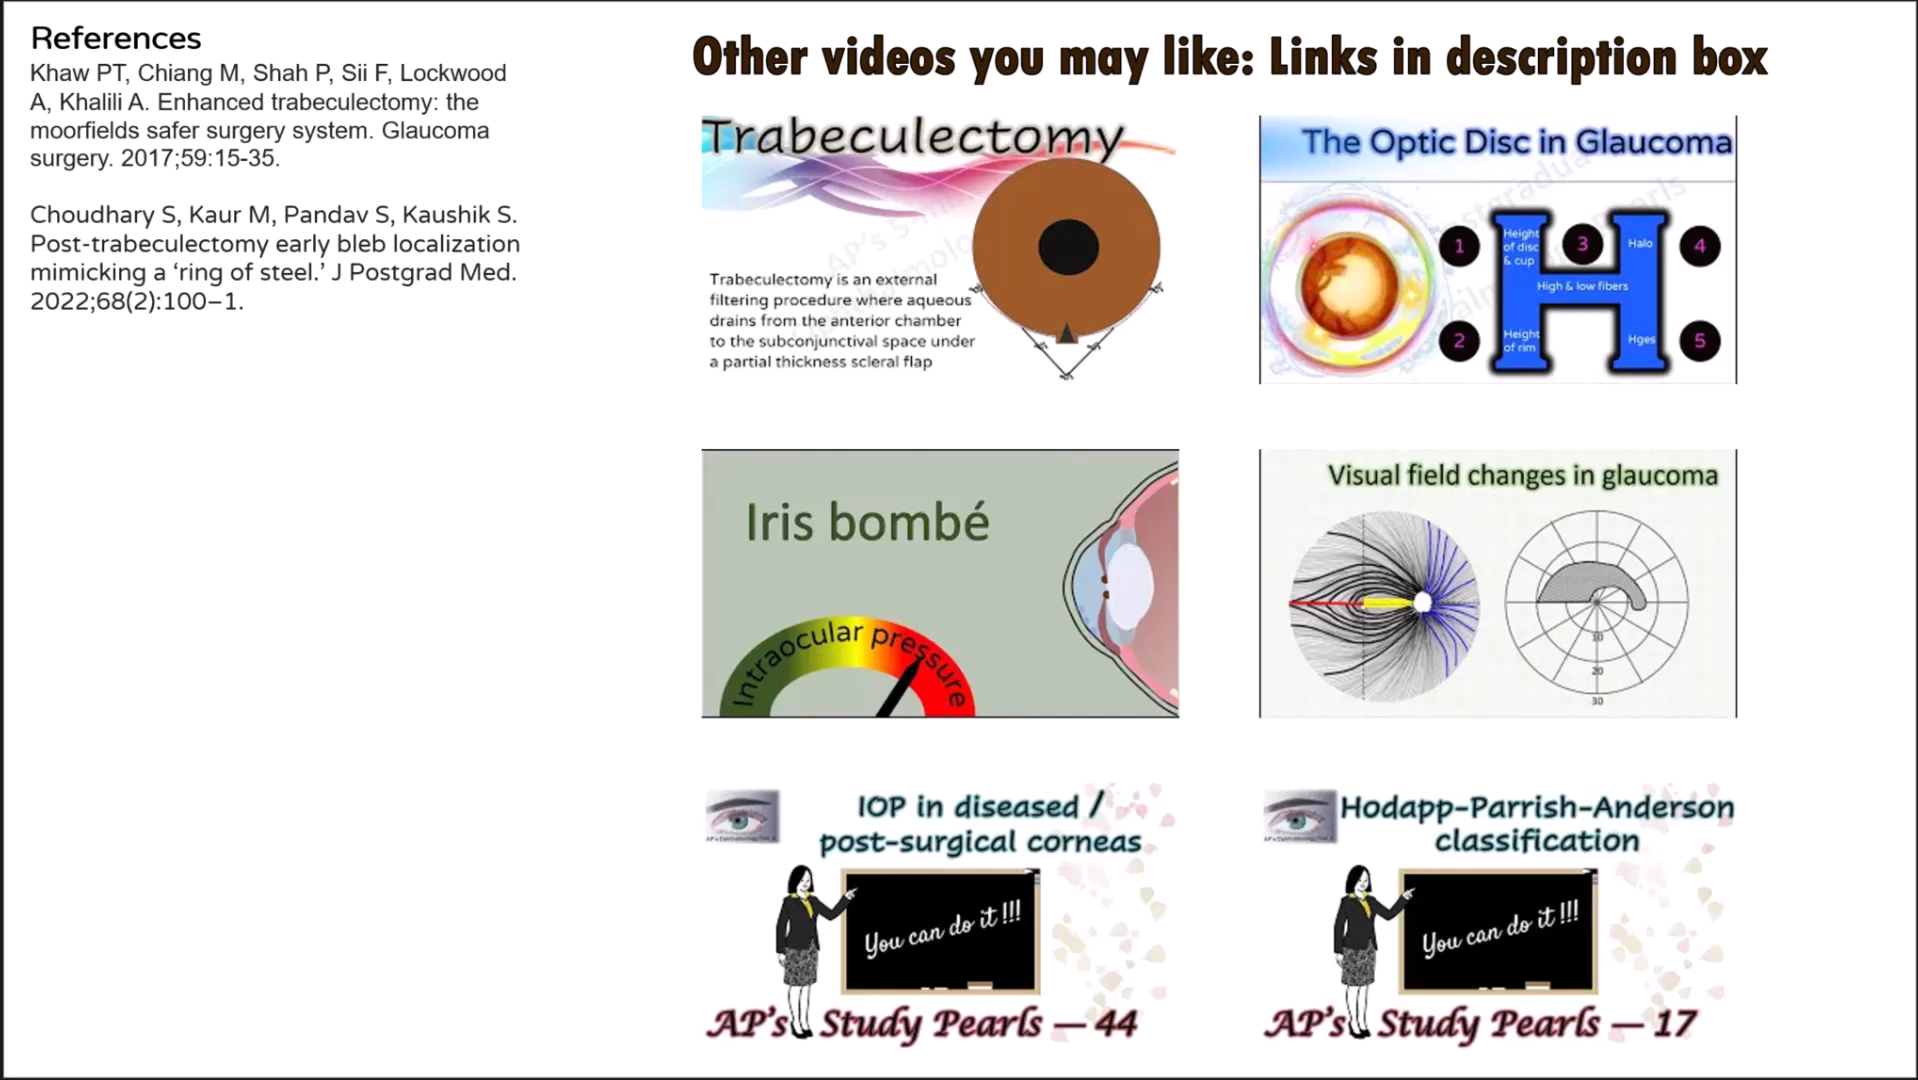 References
Khaw PT, Chiang M, Shah P, Sii F, Lockwood
A, Khalili A. Enhanced trabeculectomy: the
moorfields safer surgery system. Glaucoma
surgery. 2017;59:15-35.
Choudhary S, Kaur M, Pandav S, Kaushik S.
Post-trabeculectomy early bleb localization
mimicking a ‘ring of steel.’ J Postgrad Med.
2022;68(2):100–1.
Other videos you may like: Links in description box
Trabeculectomy
Trabeculectomy is an external
filtering procedure where aqueous
drains from the anterior chamber
to the subconjunctival space under
a partial thickness scleral flap
The Optic Disc in Glaucoma
1
Height
of disc
& cup
3
Halo
4
High & low fibers
2
Height
of rim
Hges
5
Iris bombé
Intraocular pressure
Visual field changes in glaucoma
10
20
30
IOP in diseased /
post-surgical corneas
You can do it !!!
AP's Study Pearls – 44
Hodapp-Parrish-Anderson
classification
You can do it !!!
AP's Study Pearls – 17